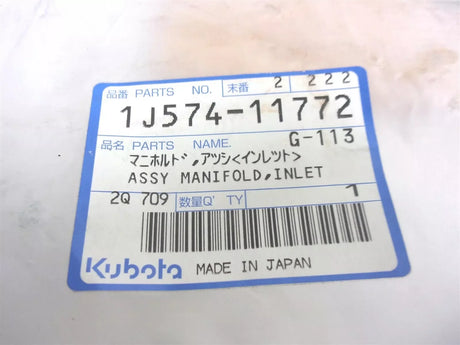 品番 PARTS NO. 末番 2 222
1J574-11772
品名 PARTS NAME. G-113
マニホルド,アツシ<インレツト>
ASSY MANIFOLD,INLET
2Q 709 数量Q'TY 1
Kubota MADE IN JAPAN